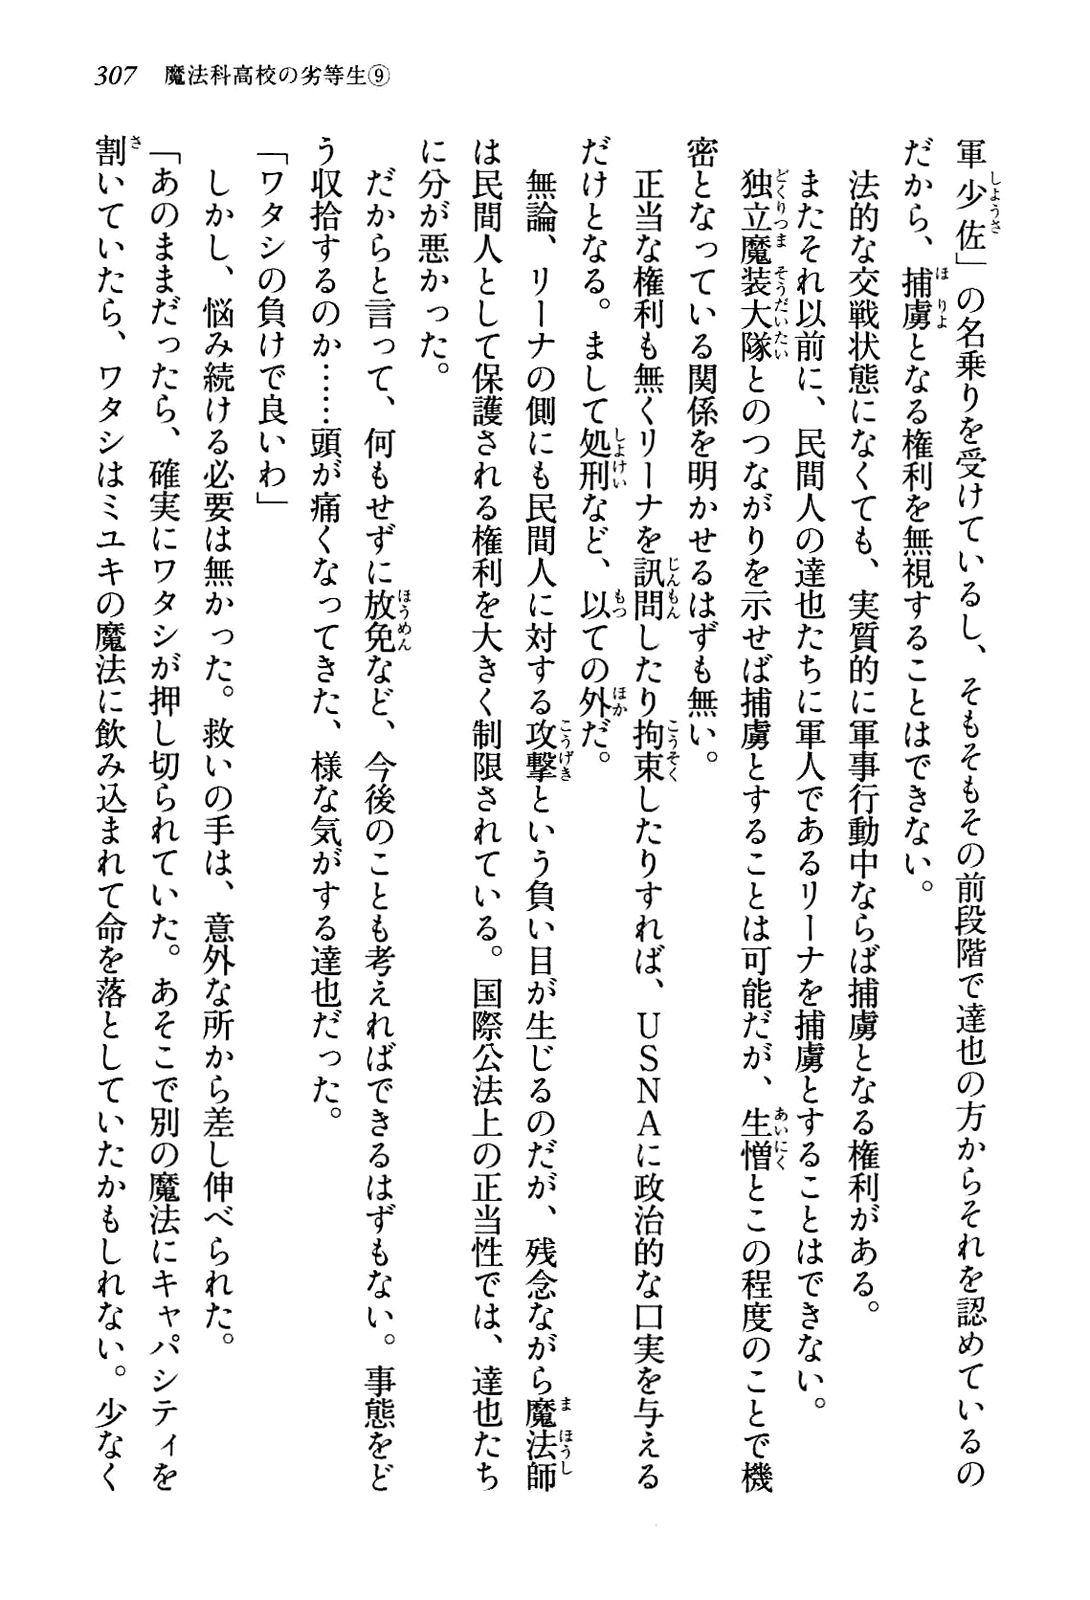 307　魔法科高校の劣等生⑨
軍少佐」の名乗りを受けているし、そもそもその前段階で達也の方からそれを認めているの
だから、捕虜となる権利を無視することはできない。
法的な交戦状態になくても、実質的に軍事行動中ならば捕虜となる権利がある。
またそれ以前に、民間人の達也たちに軍人であるリーナを捕虜とすることはできない。
独立魔装大隊とのつながりを示せば捕虜とすることは可能だが、生憎とこの程度のことで機
密となっている関係を明かせるはずも無い。
正当な権利も無くリーナを訊問したり拘束したりすれば、ＵＳＮＡに政治的な口実を与える
だけとなる。まして処刑など、以ての外だ。
無論、リーナの側にも民間人に対する攻撃という負い目が生じるのだが、残念ながら魔法師
は民間人として保護される権利を大きく制限されている。国際公法上の正当性では、達也たち
に分が悪かった。
だからと言って、何もせずに放免など、今後のことも考えればできるはずもない。事態をど
う収拾するのか……頭が痛くなってきた、様な気がする達也だった。
「ワタシの負けで良いわ」
しかし、悩み続ける必要は無かった。救いの手は、意外な所から差し伸べられた。
「あのままだったら、確実にワタシが押し切られていた。あそこで別の魔法にキャパシティを
割いていたら、ワタシはミユキの魔法に飲み込まれて命を落としていたかもしれない。少なく